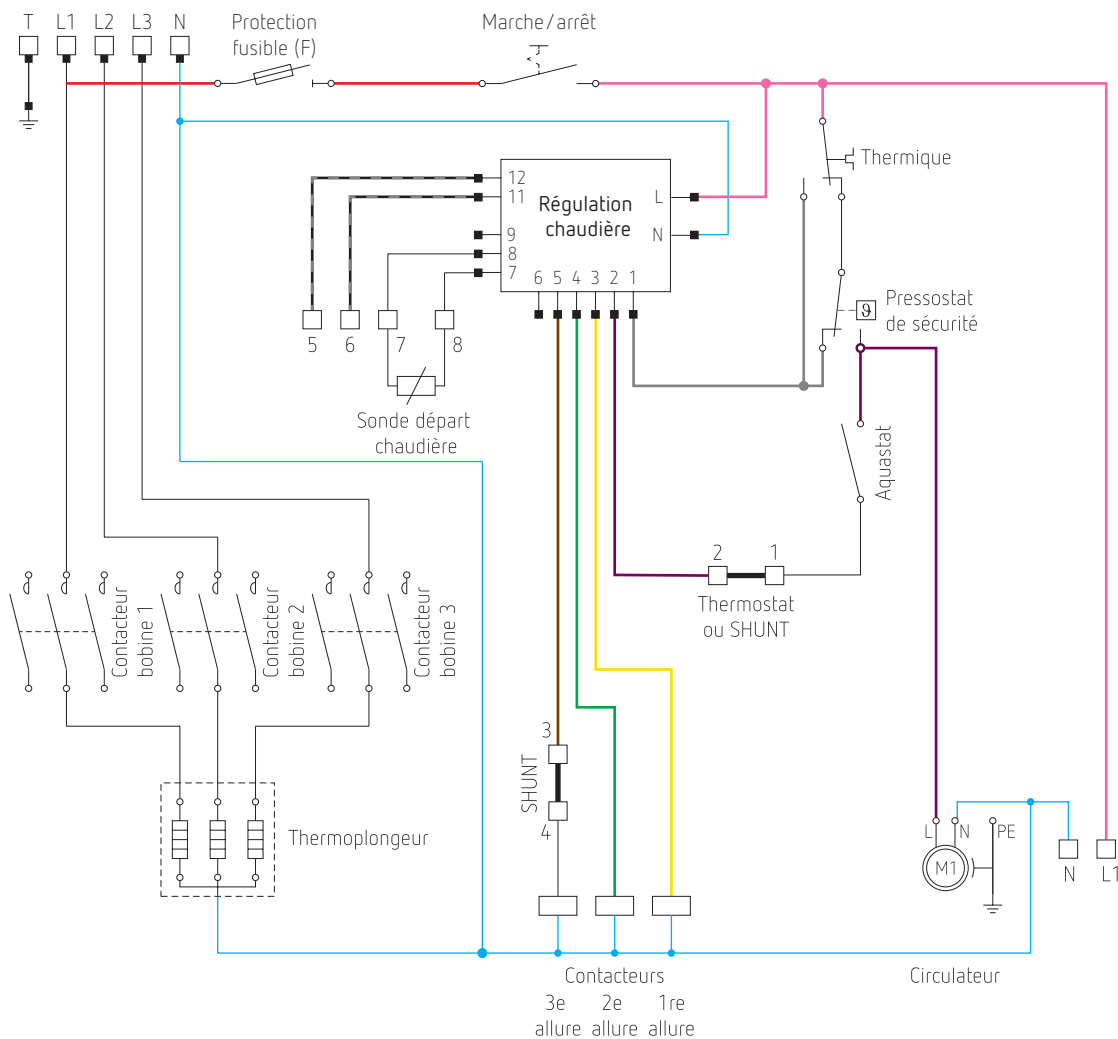 T L1 L2 L3 N
Protection
fusible (F)
Marche/arrêt
Thermique
12
11
9
8
7
Régulation
chaudière
L
N
6 5 4 3 2 1
Pressostat
de sécurité
ϑ
5 6 7 8
Sonde départ
chaudière
Aquastat
2 1
Thermostat
ou SHUNT
Contacteur
bobine 1
Contacteur
bobine 2
Contacteur
bobine 3
3
SHUNT
4
Thermoplongeur
L N PE
M1
N L1
Contacteurs
3e
allure
2e
allure
1re
allure
Circulateur